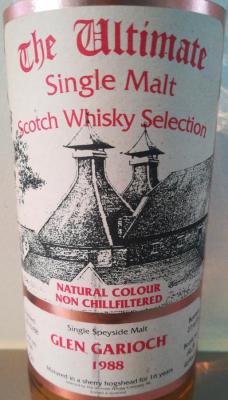 The Ultimate
Single Malt
Scotch Whisky Selection
NATURAL COLOUR
NON CHILLFILTERED
Single Speyside Malt
GLEN GARIOCH
1988
Matured in a sherry hogshead for 16 years